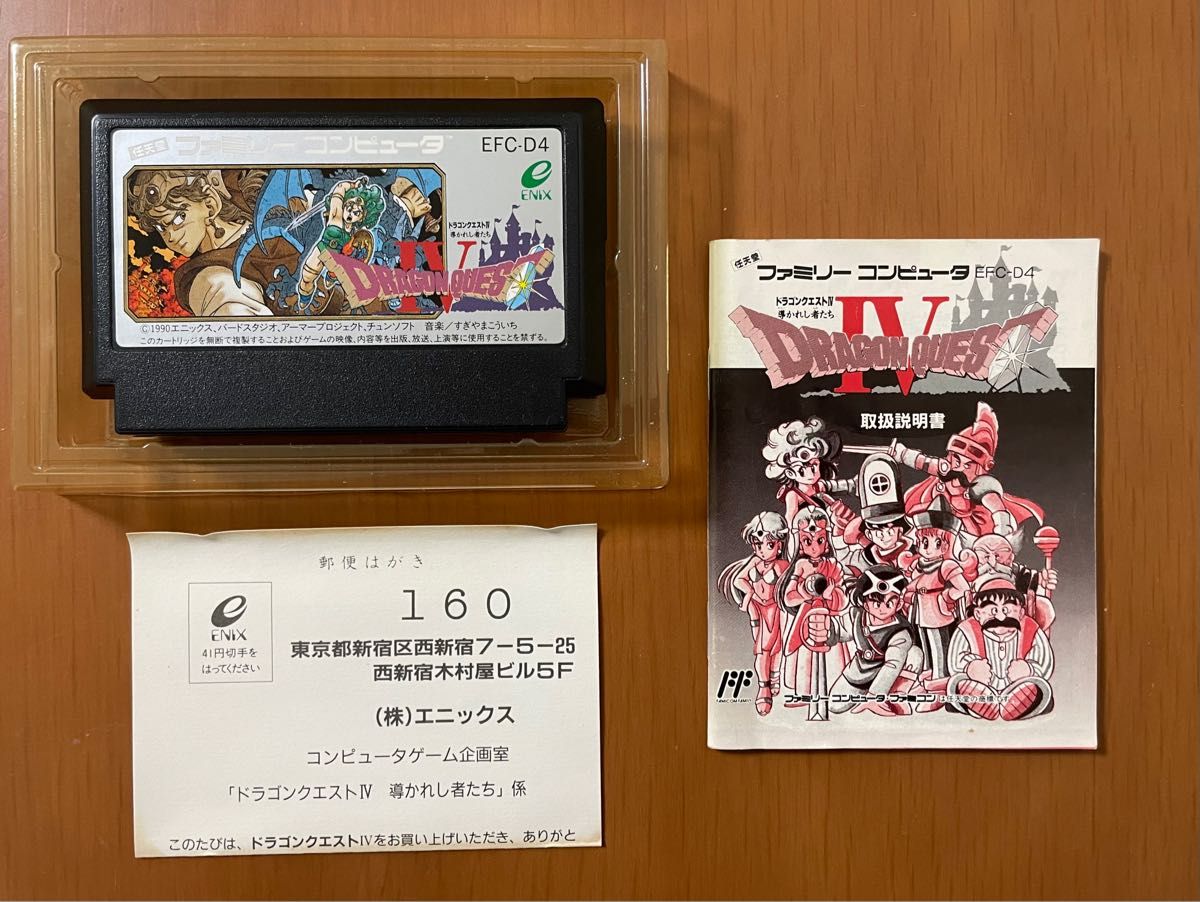 任天堂 ファミリー コンピュータ™ EFC-D4
ENIX
ドラゴンクエストIV
導かれし者たち
IV
DRAGON QUEST
©1990エニックス、バードスタジオ、アーマープロジェクト、チュンソフト 音楽/すぎやまこういち
このカートリッジを無断で複製することおよびゲームの映像、内容等を出版、放送、上演等に使用することを禁ずる。
郵便はがき
ENIX
41円切手を
はってください
160
東京都新宿区西新宿7-5-25
西新宿木村屋ビル5F
(株)エニックス
コンピュータゲーム企画室
「ドラゴンクエストIV 導かれし者たち」係
このたびは、ドラゴンクエストIVをお買い上げいただき、ありがと
任天堂 ファミリー コンピュータ EFC-D4
ドラゴンクエストIV
導かれし者たち
IV
DRAGON QUEST
取扱説明書
FF
FAMICOM FAMILY
ファミリーコンピュータ、ファミコンは任天堂の商標です